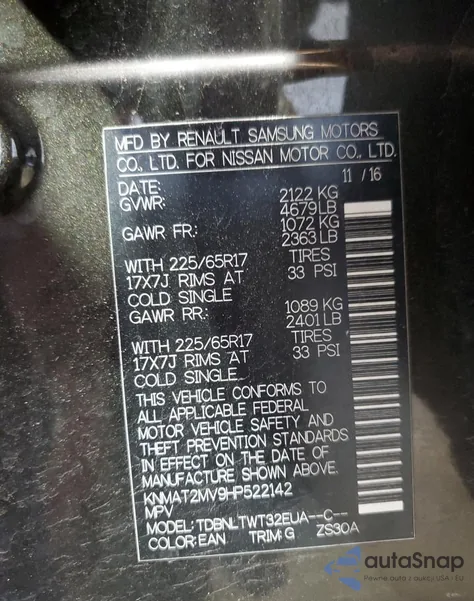 MFD BY RENAULT SAMSUNG MOTORS
CO., LTD. FOR NISSAN MOTOR CO., LTD.
DATE: 11 / 16
GVWR: 2122 KG
4679 LB
GAWR FR: 1072 KG
2363 LB
WITH 225/65R17 TIRES
17X7J RIMS AT 33 PSI
COLD SINGLE
GAWR RR: 1089 KG
2401 LB
WITH 225/65R17 TIRES
17X7J RIMS AT 33 PSI
COLD SINGLE
THIS VEHICLE CONFORMS TO
ALL APPLICABLE FEDERAL
MOTOR VEHICLE SAFETY AND
THEFT PREVENTION STANDARDS
IN EFFECT ON THE DATE OF
MANUFACTURE SHOWN ABOVE.
KNMAT2MV9HP522142
MPV
MODEL: TDBNLTWT32EUA--C--
COLOR: EAN TRIM: G ZS30A
autoSnap
Pewne auta z USA i EU